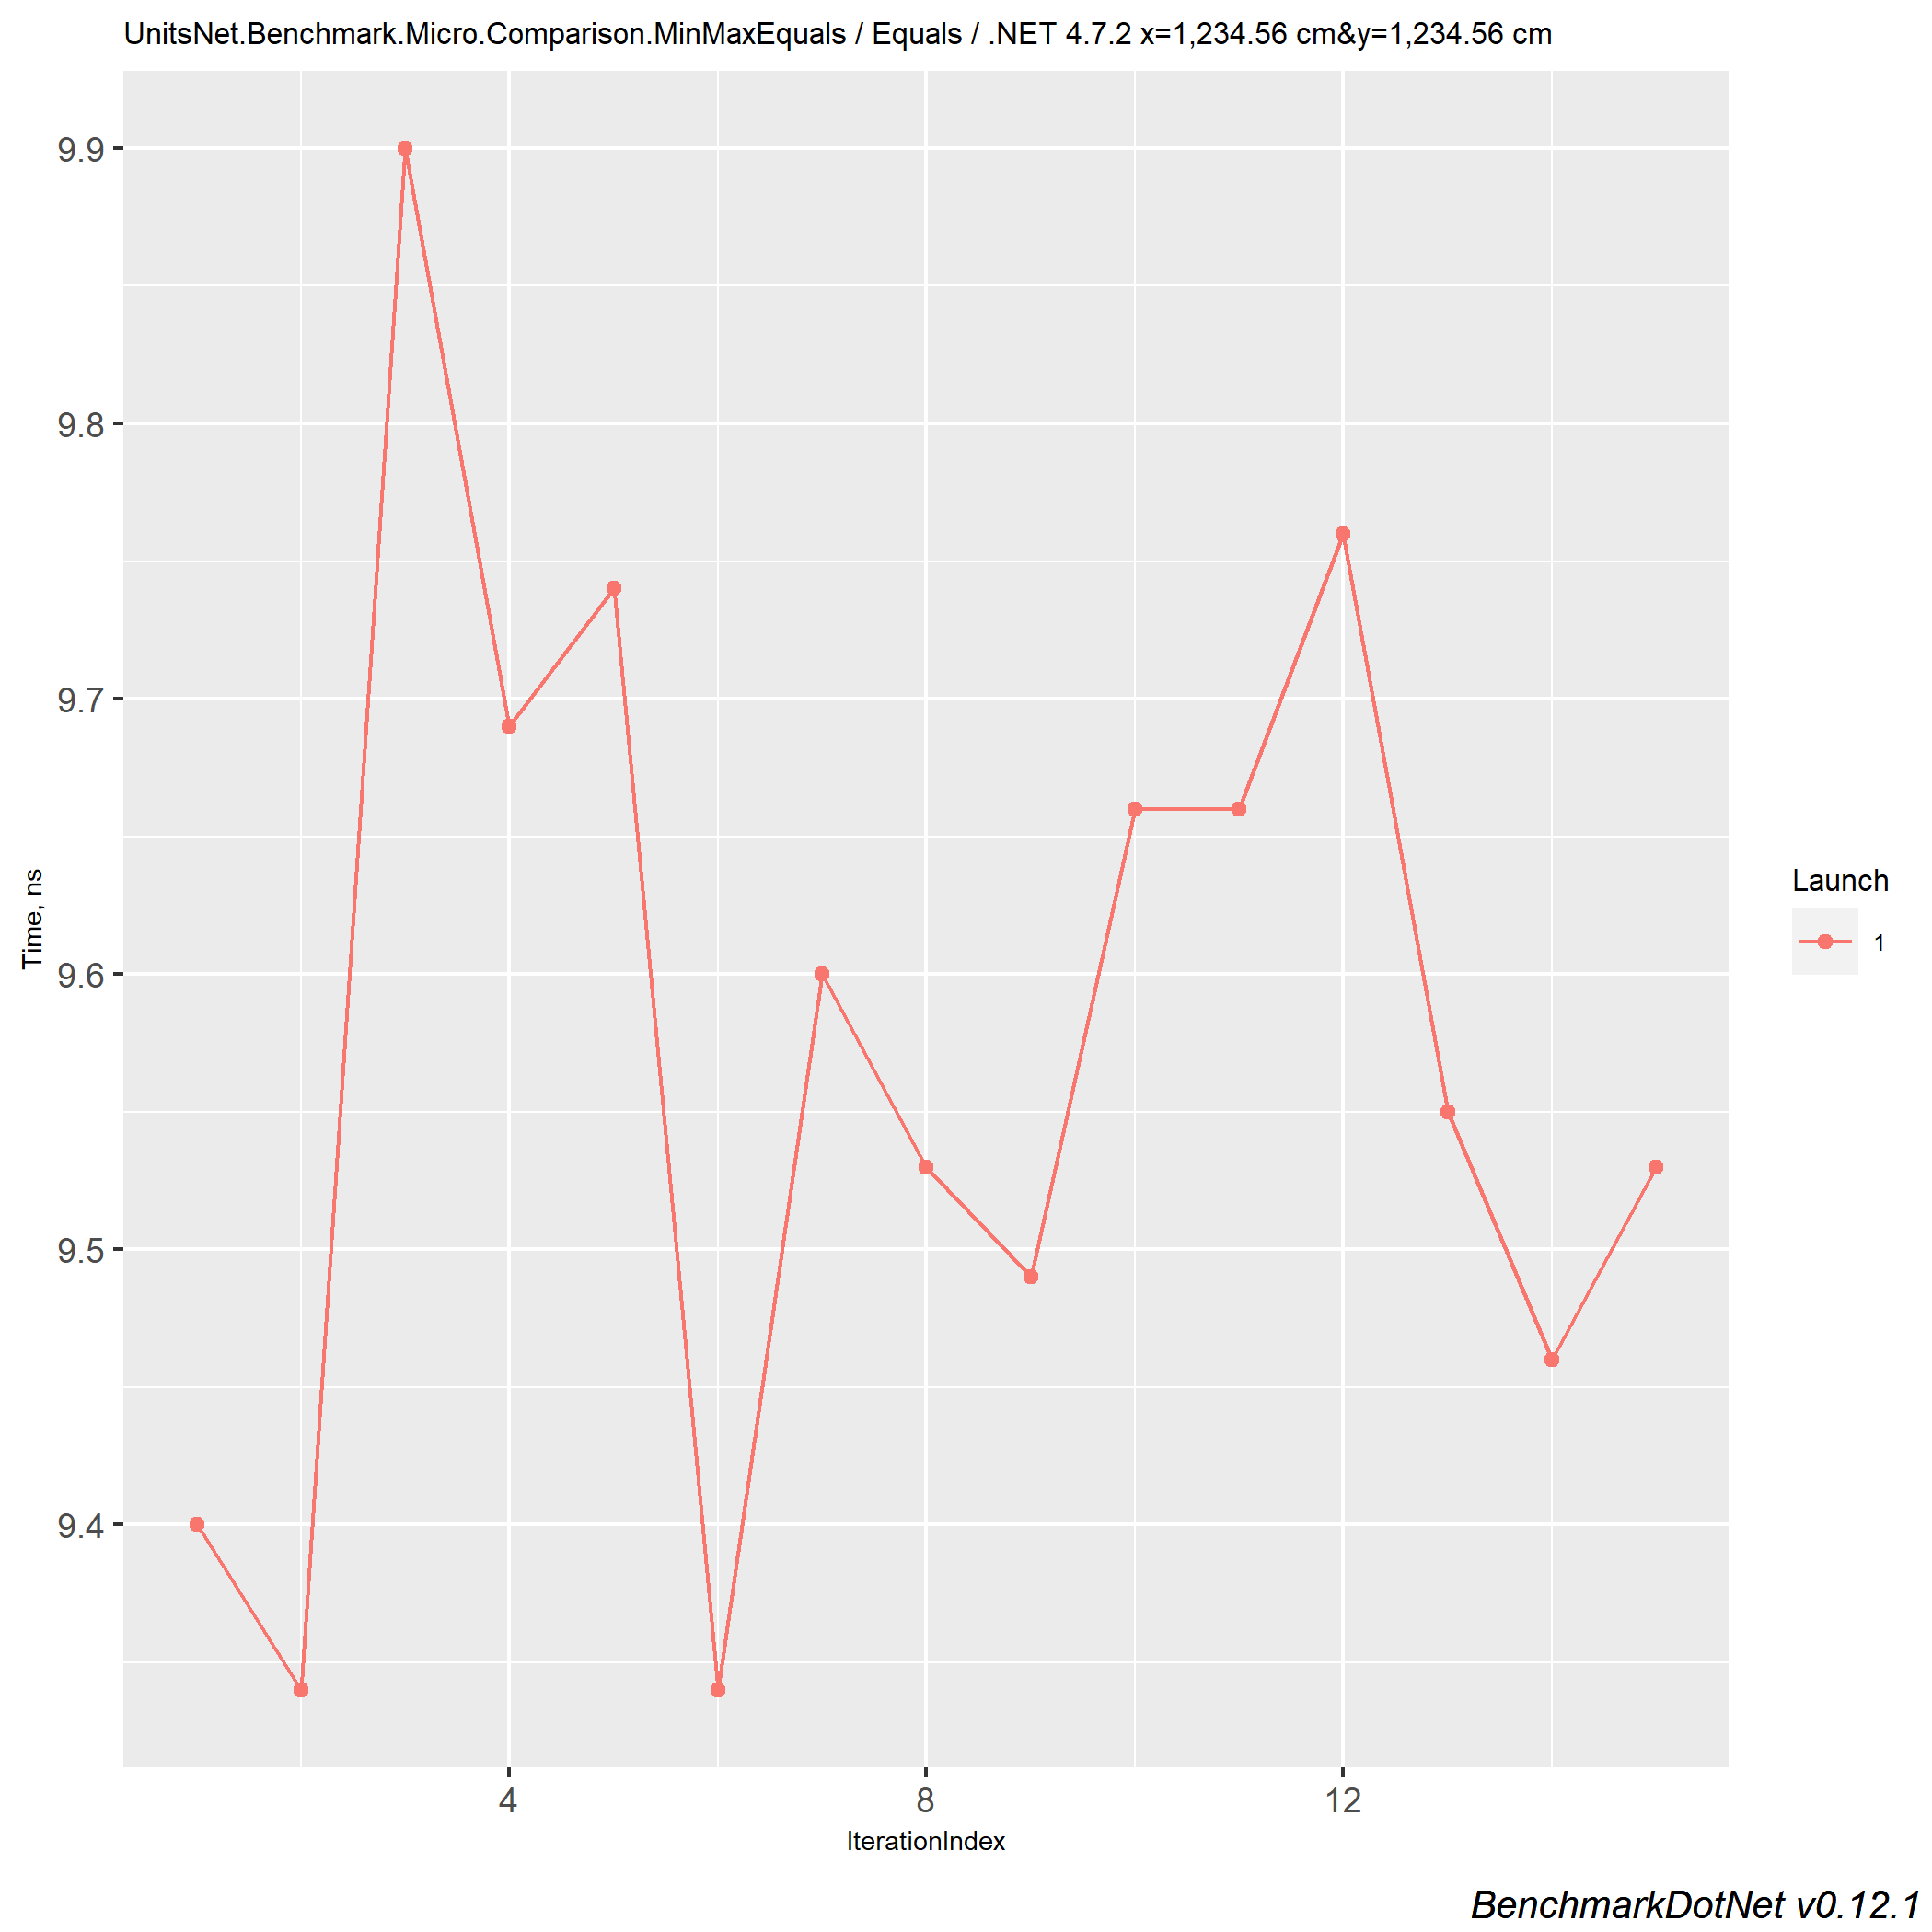 UnitsNet.Benchmark.Micro.Comparison.MinMaxEquals / Equals / .NET 4.7.2 x=1,234.56 cm&y=1,234.56 cm
9.9
9.8
9.7
9.6
9.5
9.4
Time, ns
4 8 12
IterationIndex
Launch
1
BenchmarkDotNet v0.12.1